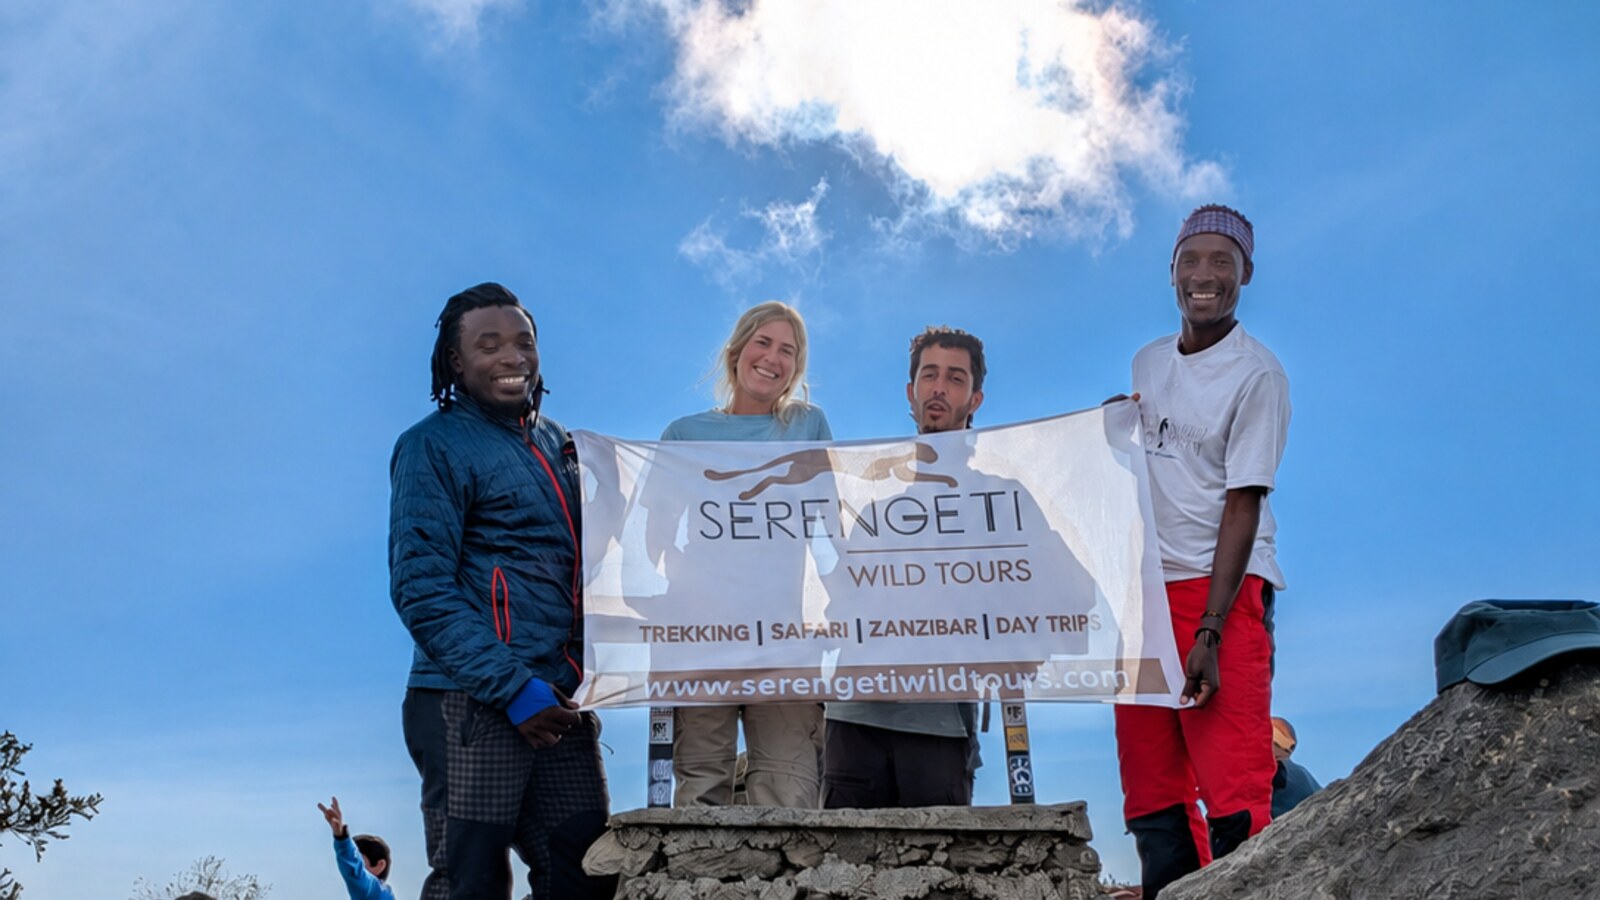 SERENGETI
WILD TOURS
TREKKING | SAFARI | ZANZIBAR | DAY TRIPS
www.serengetiwildtours.com